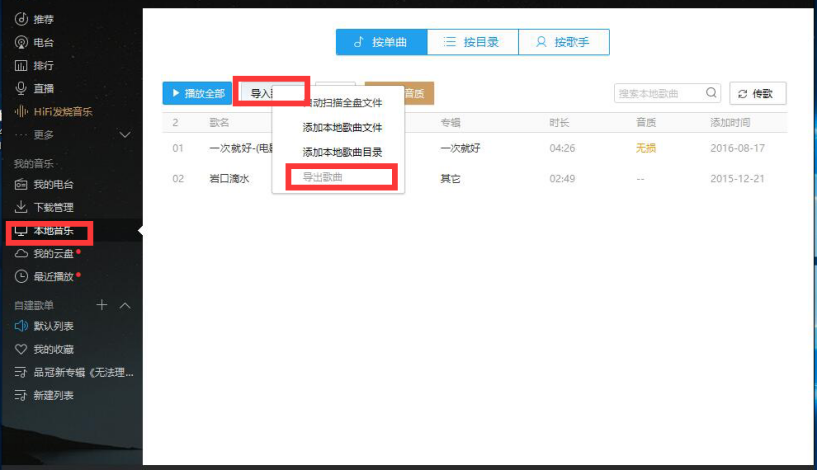 推荐
电台
排行
直播
HiFi发烧音乐
更多
我的音乐
我的电台
下载管理
本地音乐
我的云盘
最近播放
自建歌单
默认列表
我的收藏
品冠新专辑《无法理...
新建列表
按单曲
按目录
按歌手
播放全部
导入
音质
搜索本地歌曲
传歌
动扫描全盘文件
添加本地歌曲文件
添加本地歌曲目录
导出歌曲
2 歌名 专辑 时长 音质 添加时间
01 一次就好-(电 一次就好 04:26 无损 2016-08-17
02 岩口滴水 其它 02:49 -- 2015-12-21